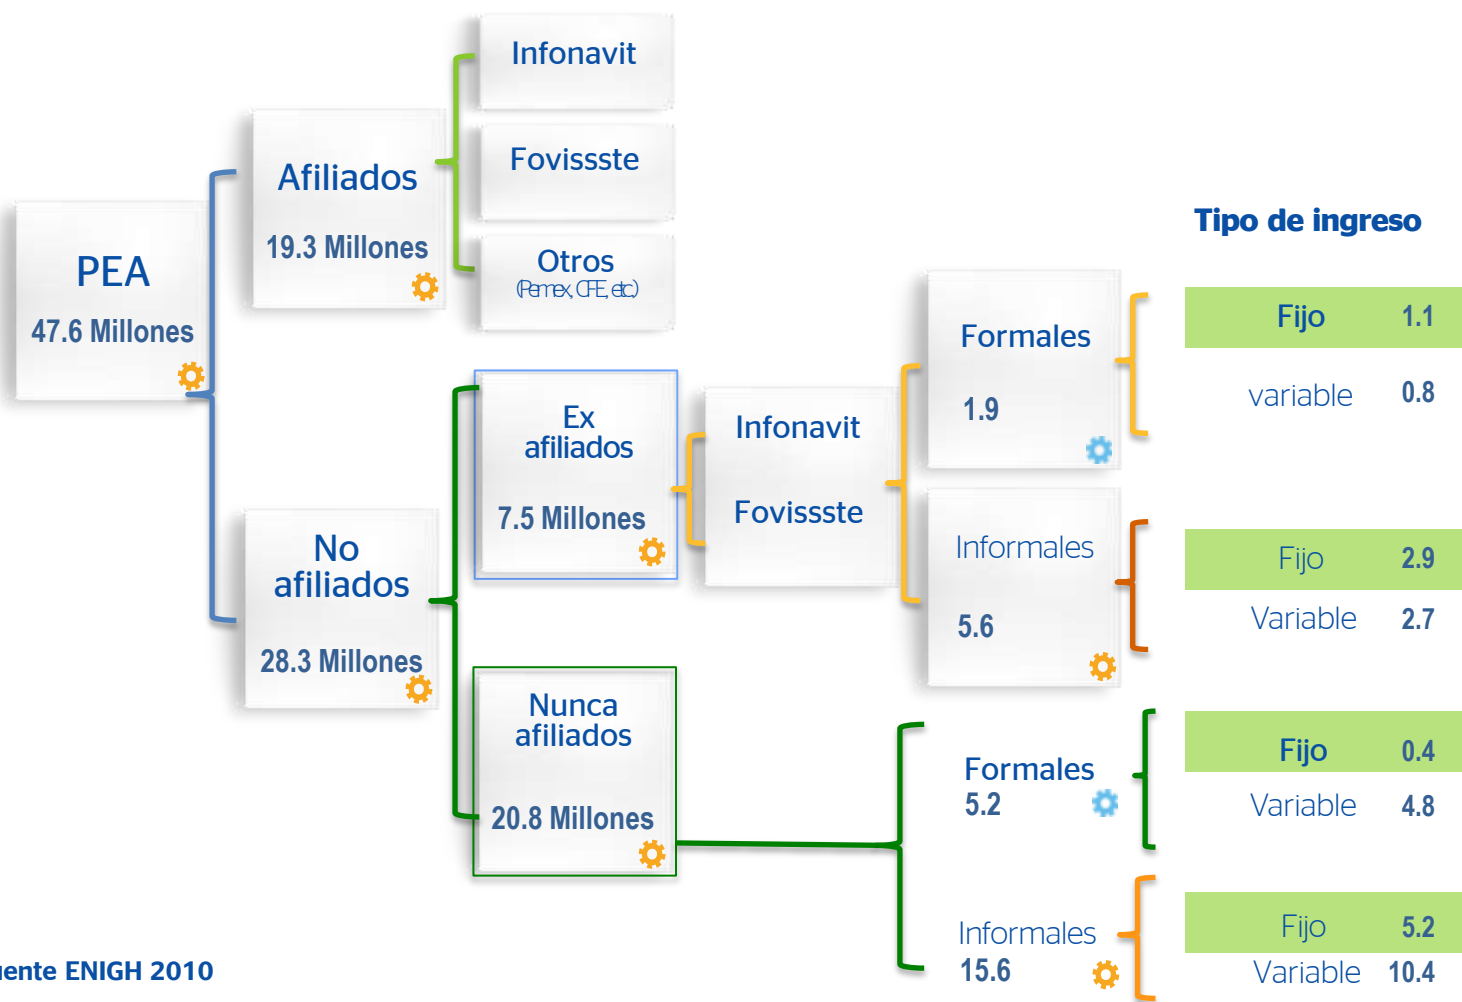 Infonavit
Fovissste
Otros
(Pemex, CFE, etc)
Afiliados
19.3 Millones
PEA
47.6 Millones
No
afiliados
28.3 Millones
Ex
afiliados
7.5 Millones
Infonavit
Fovissste
Nunca
afiliados
20.8 Millones
Formales
1.9
Informales
5.6
Formales
5.2
Informales
15.6
Tipo de ingreso
Fijo 1.1
variable 0.8
Fijo 2.9
Variable 2.7
Fijo 0.4
Variable 4.8
Fijo 5.2
Variable 10.4
uente ENIGH 2010